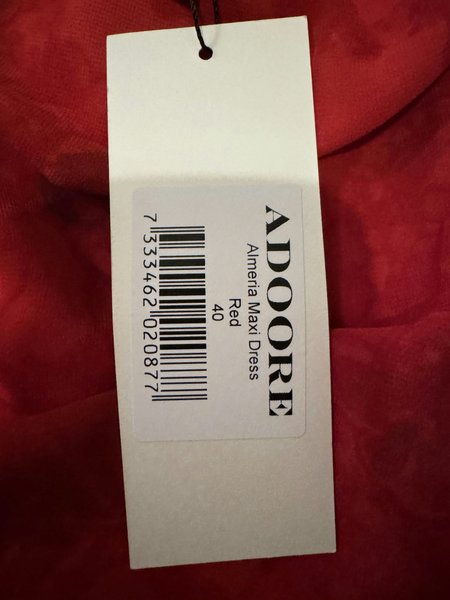 ADOORE
Almeria Maxi Dress
Red
40
7 333462 020877